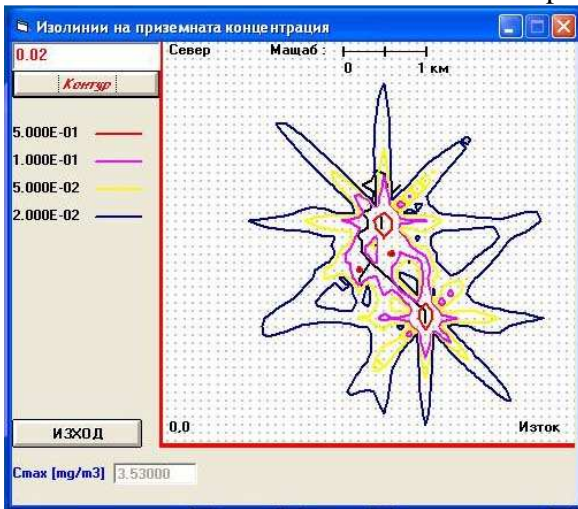 Изолинии на приземната концентрация
0.02
Контур
Север
Мащаб :
0 1 км
5.000E-01
1.000E-01
5.000E-02
2.000E-02
ИЗХОД
0,0
Изток
Cmax [mg/m3] 3.53000